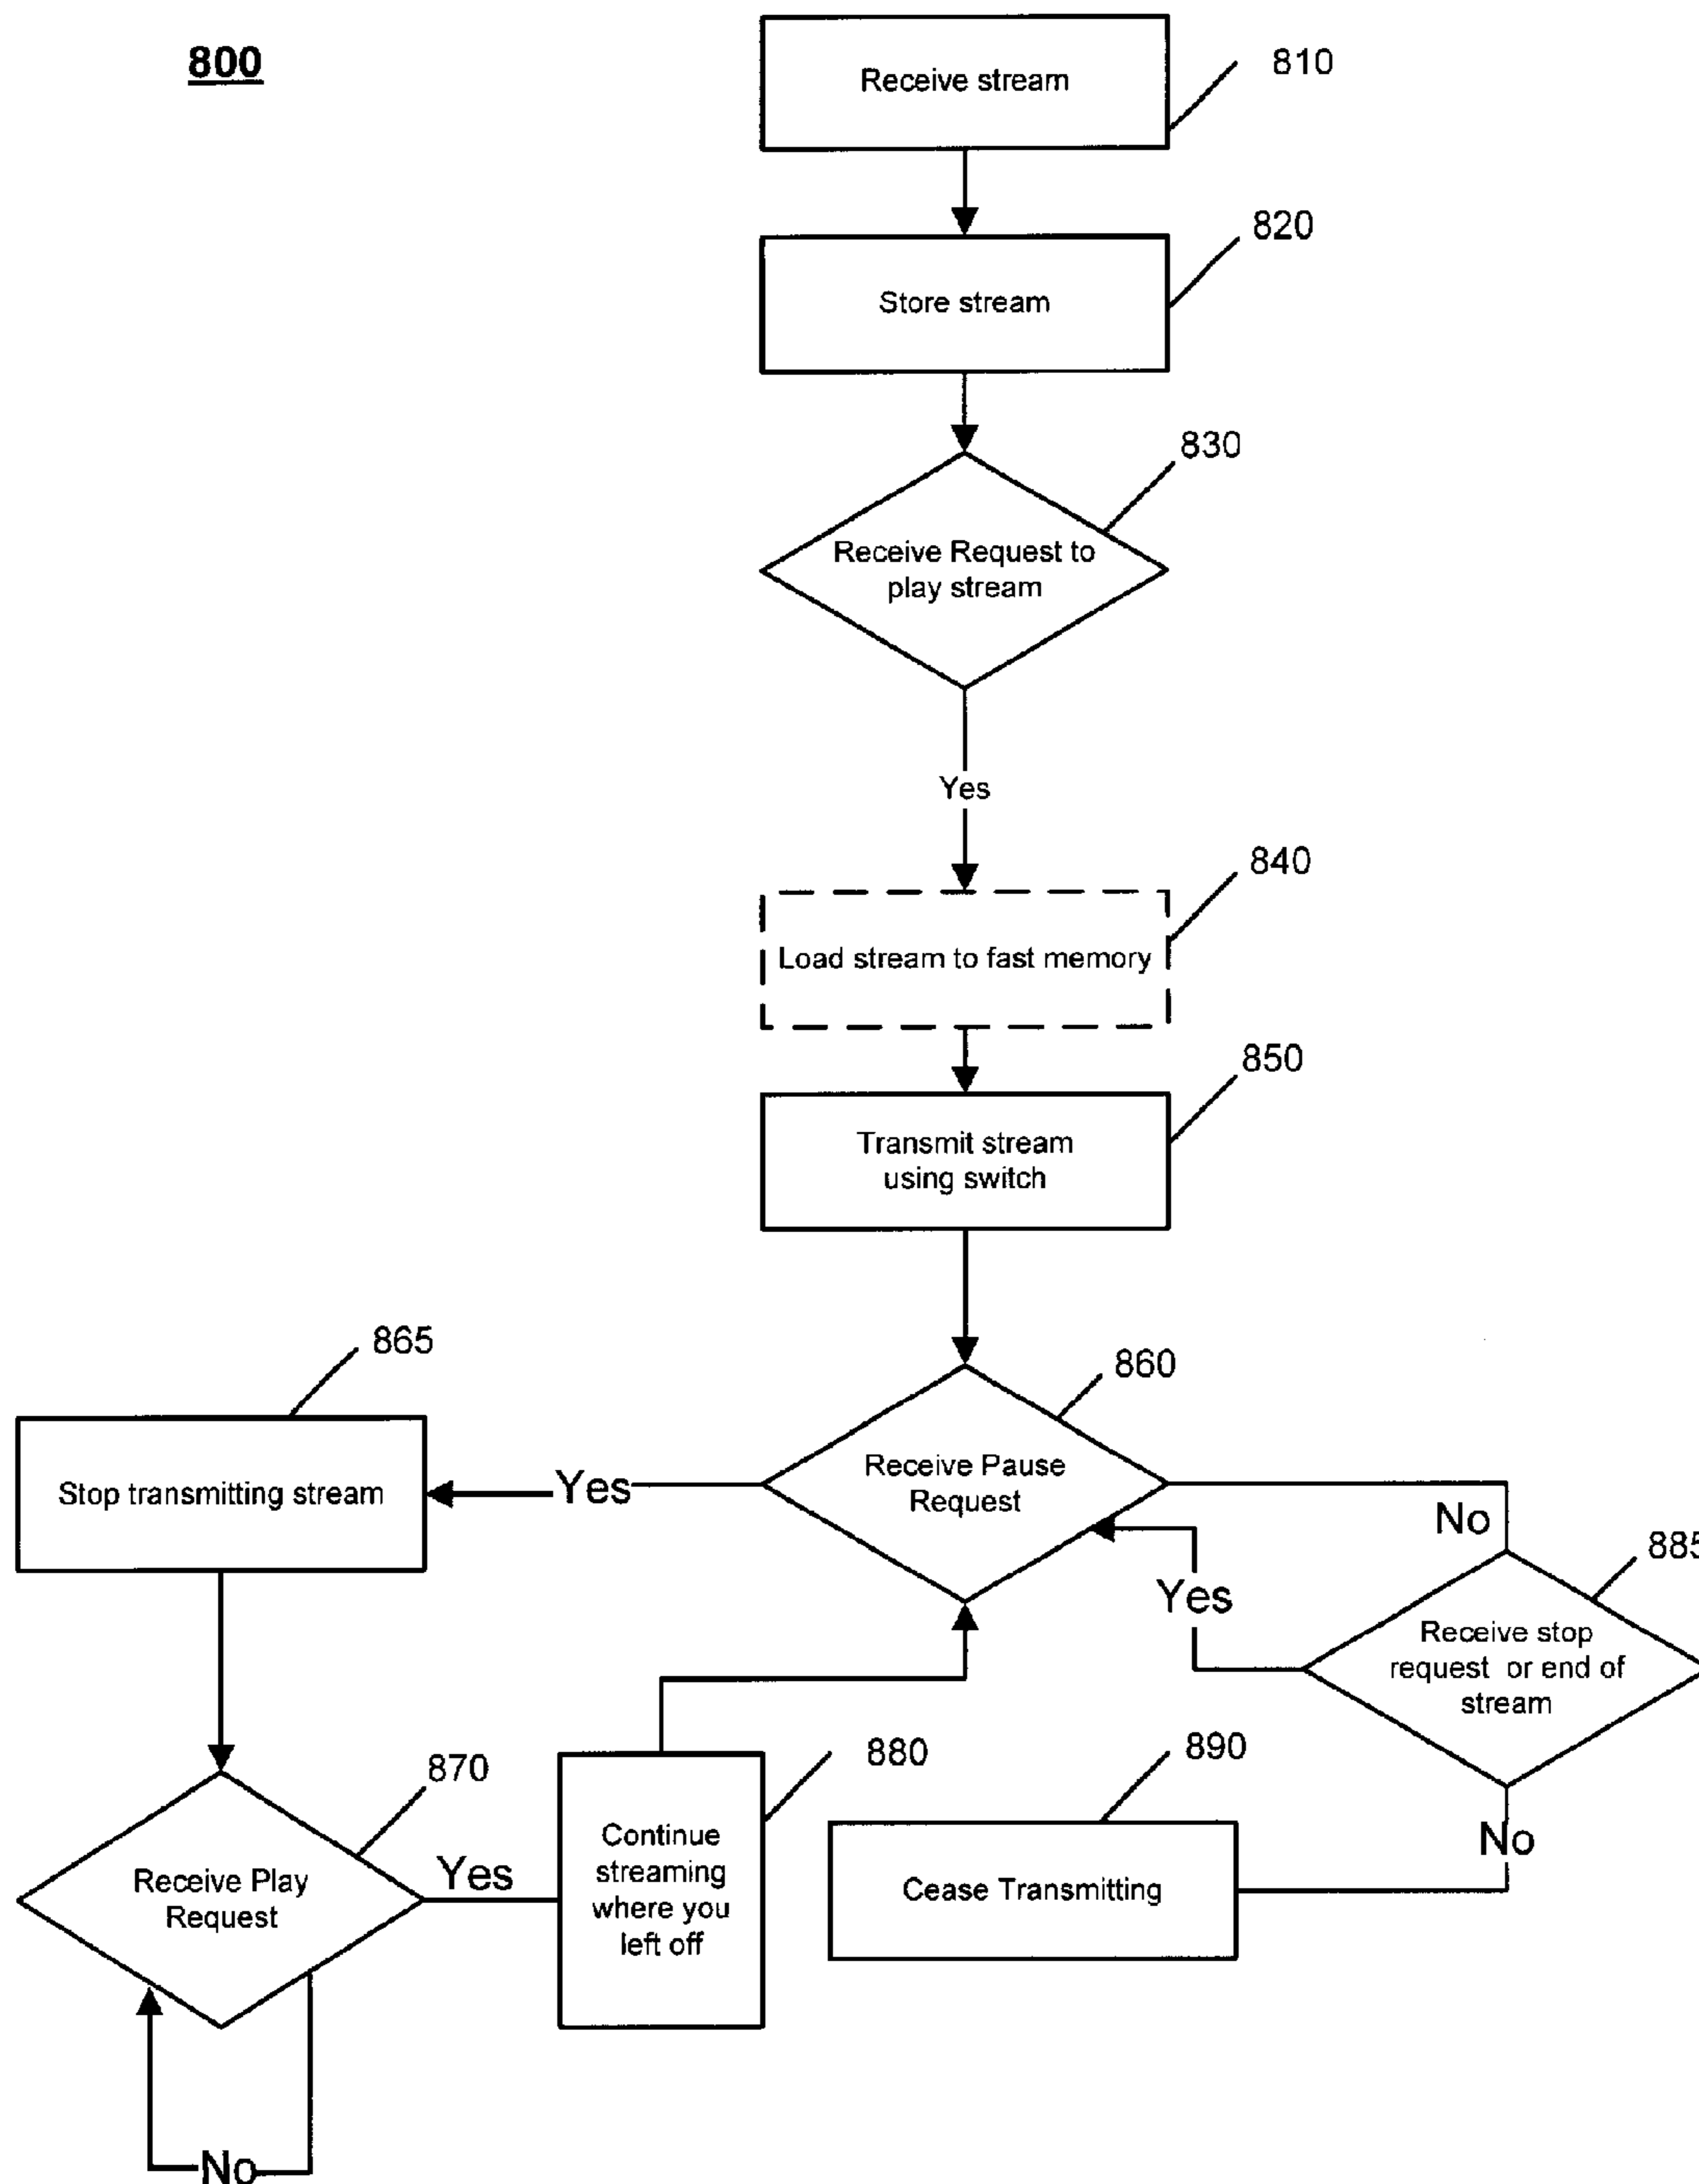 800
Receive stream
810
820
Store stream
830
Receive Request to
play stream
Yes
840
Load stream to fast memory
850
Transmit stream
using switch
865
860
Stop transmitting stream
Yes
Receive Pause
Request
No
885
Yes
Receive stop
request or end of
stream
870
880
890
Continue
streaming
where you
left off
No
Receive Play
Request
Yes
Cease Transmitting
No